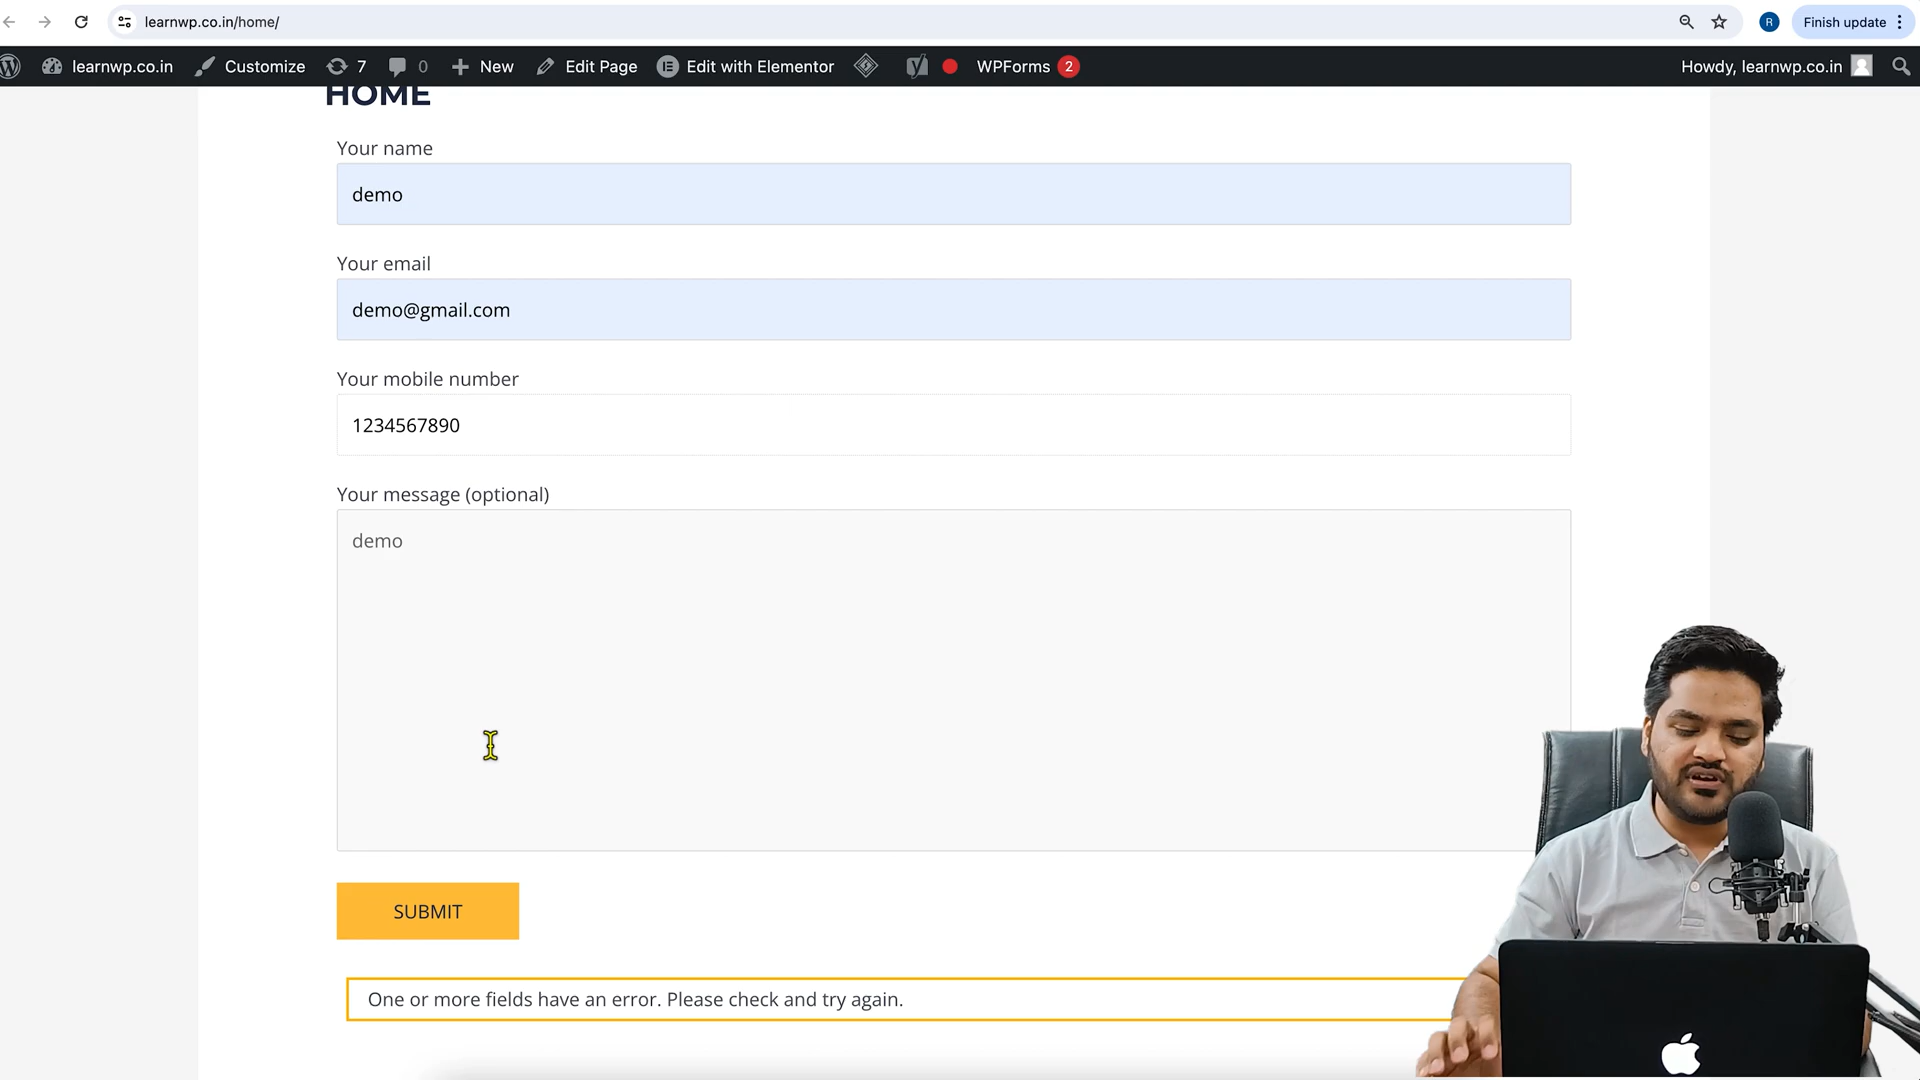 learnwp.co.in/home/
R
Finish update
learnwp.co.in
Customize
7
0
New
Edit Page
Edit with Elementor
WPForms
2
Howdy, learnwp.co.in
HOME
Your name
demo
Your email
demo@gmail.com
Your mobile number
1234567890
Your message (optional)
demo
SUBMIT
One or more fields have an error. Please check and try again.